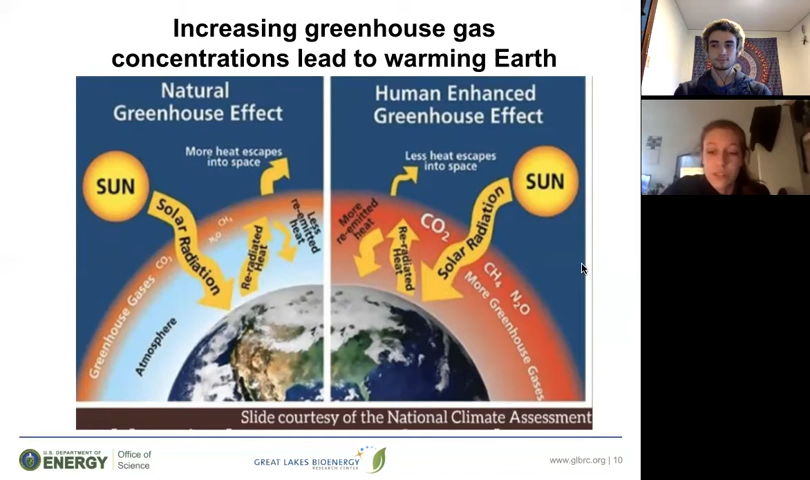 Increasing greenhouse gas
concentrations lead to warming Earth
Natural
Greenhouse Effect
More heat escapes
into space
SUN
Solar Radiation
Re-radiated
Heat
Less
re-emitted
heat
H₂O CH₄
CO₂
Greenhouse Gases
Atmosphere
Human Enhanced
Greenhouse Effect
Less heat escapes
into space
SUN
Solar Radiation
More
re-emitted
heat
Re-radiated
Heat
CO₂
CH₄ N₂O
More Greenhouse Gases
Slide courtesy of the National Climate Assessment
U.S. DEPARTMENT OF
ENERGY
Office of
Science
GREAT LAKES BIOENERGY
RESEARCH CENTER
www.glbrc.org | 10